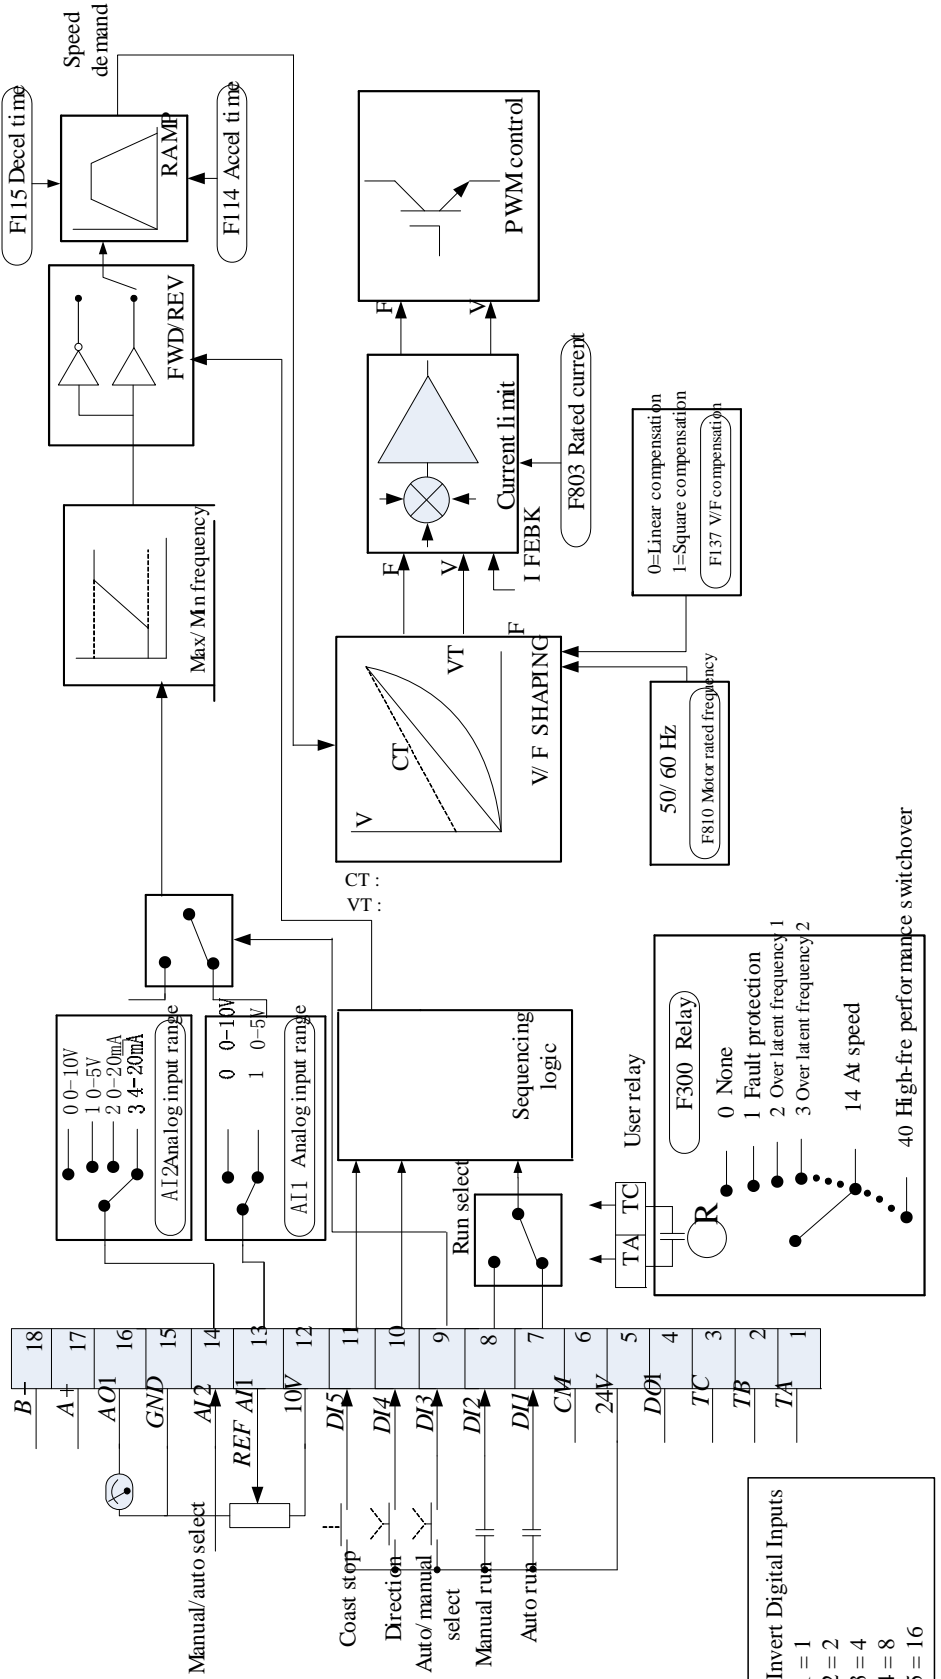 B-
A+
AO1
GND
AI2
REF AI1
10V
DI5
DI4
DI3
DI2
DI1
CM
24V
DO1
TC
TB
TA
18
17
16
15
14
13
12
11
10
9
8
7
6
5
4
3
2
1
Manual/auto select
Coast stop
Direction
Auto/manual
select
Manual run
Auto run
Invert Digital Inputs
= 1
= 2
= 4
= 8
= 16
0 0-10V
1 0-5V
2 0-20mA
3 4-20mA
AI2Analog input range
0 0-10V
1 0-5V
AI1 Analog input range
Run select
Sequencing
logic
User relay
TA
TC
R
F300 Relay
0 None
1 Fault protection
2 Over latent frequency 1
3 Over latent frequency 2
14 At speed
40 High-fre performance switchover
Max/Min frequency
FWD/REV
F115 Decel time
RAMP
F114 Accel time
Speed
demand
CT :
VT :
V
CT
VT
F
V/F SHAPING
50/60 Hz
F810 Motor rated frequency
0=Linear compensation
1=Square compensation
F137 V/F compensation
F
V
I FEBK
Current limit
F803 Rated current
F
V
PWM control